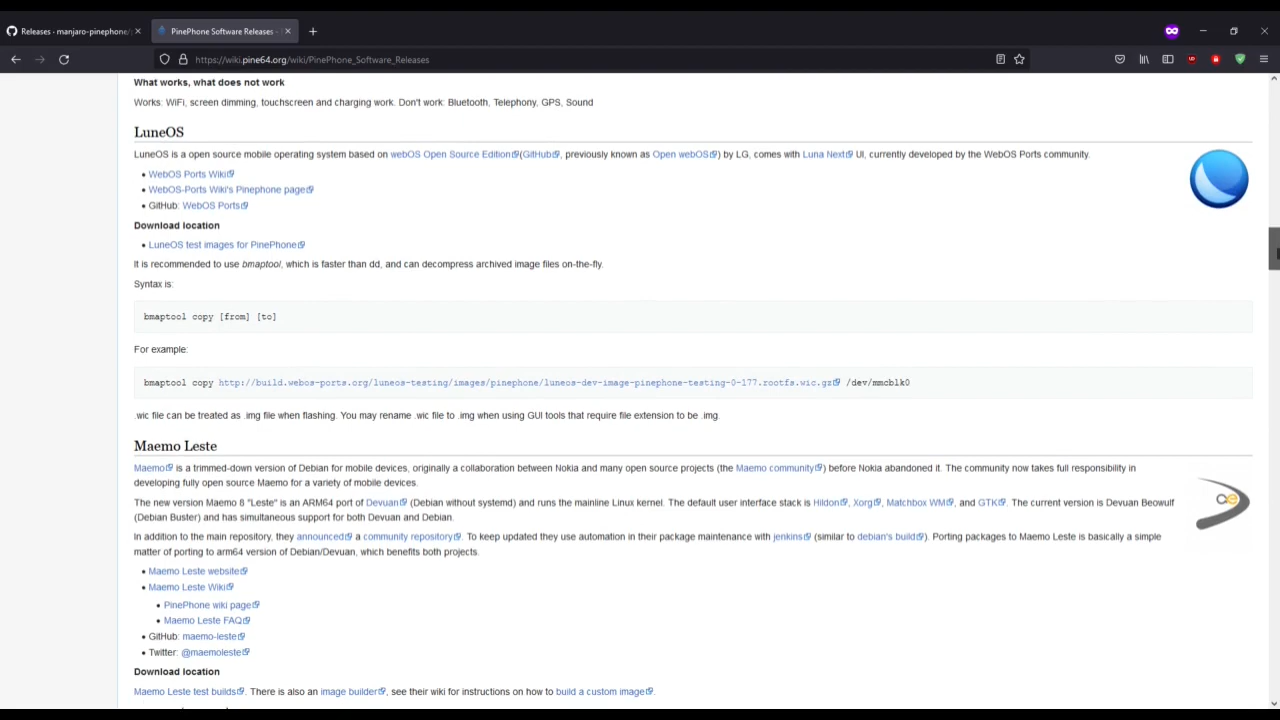 Releases · manjaro-pinephone/
PinePhone Software Releases -
https://wiki.pine64.org/wiki/PinePhone_Software_Releases
What works, what does not work
Works: WiFi, screen dimming, touchscreen and charging work. Don't work: Bluetooth, Telephony, GPS, Sound
LuneOS
LuneOS is a open source mobile operating system based on webOS Open Source Edition(GitHub, previously known as Open webOS) by LG, comes with Luna Next UI, currently developed by the WebOS Ports community.
• WebOS Ports Wiki
• WebOS-Ports Wiki's Pinephone page
• GitHub: WebOS Ports
Download location
• LuneOS test images for PinePhone
It is recommended to use bmaptool, which is faster than dd, and can decompress archived image files on-the-fly.
Syntax is:
bmaptool copy [from] [to]
For example:
bmaptool copy http://build.webos-ports.org/luneos-testing/images/pinephone/luneos-dev-image-pinephone-testing-0-177.rootfs.wic.gz /dev/mmcblk0
.wic file can be treated as .img file when flashing. You may rename .wic file to .img when using GUI tools that require file extension to be .img.
Maemo Leste
Maemo is a trimmed-down version of Debian for mobile devices, originally a collaboration between Nokia and many open source projects (the Maemo community) before Nokia abandoned it. The community now takes full responsibility in
developing fully open source Maemo for a variety of mobile devices.
The new version Maemo 8 "Leste" is an ARM64 port of Devuan (Debian without systemd) and runs the mainline Linux kernel. The default user interface stack is Hildon, Xorg, Matchbox WM, and GTK. The current version is Devuan Beowulf
(Debian Buster) and has simultaneous support for both Devuan and Debian.
In addition to the main repository, they announced a community repository. To keep updated they use automation in their package maintenance with jenkins (similar to debian's build). Porting packages to Maemo Leste is basically a simple
matter of porting to arm64 version of Debian/Devuan, which benefits both projects.
• Maemo Leste website
• Maemo Leste Wiki
• PinePhone wiki page
• Maemo Leste FAQ
• GitHub: maemo-leste
• Twitter: @maemoleste
Download location
Maemo Leste test builds. There is also an image builder, see their wiki for instructions on how to build a custom image.